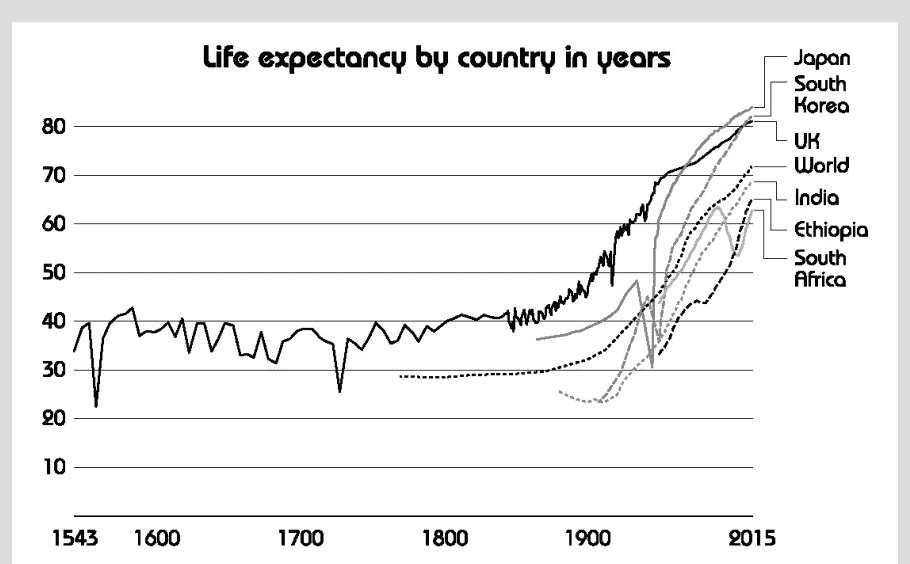 Life expectancy by country in years
Japan
South
Korea
UK
World
India
Ethiopia
South
Africa
80
70
60
50
40
30
20
10
1543 1600 1700 1800 1900 2015